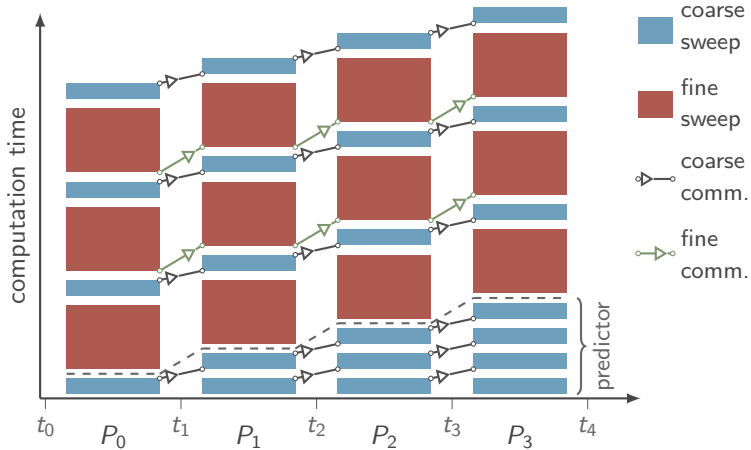 coarse
sweep
fine
sweep
coarse
comm.
fine
comm.
computation time
predictor
t₀ P₀ t₁ P₁ t₂ P₂ t₃ P₃ t₄